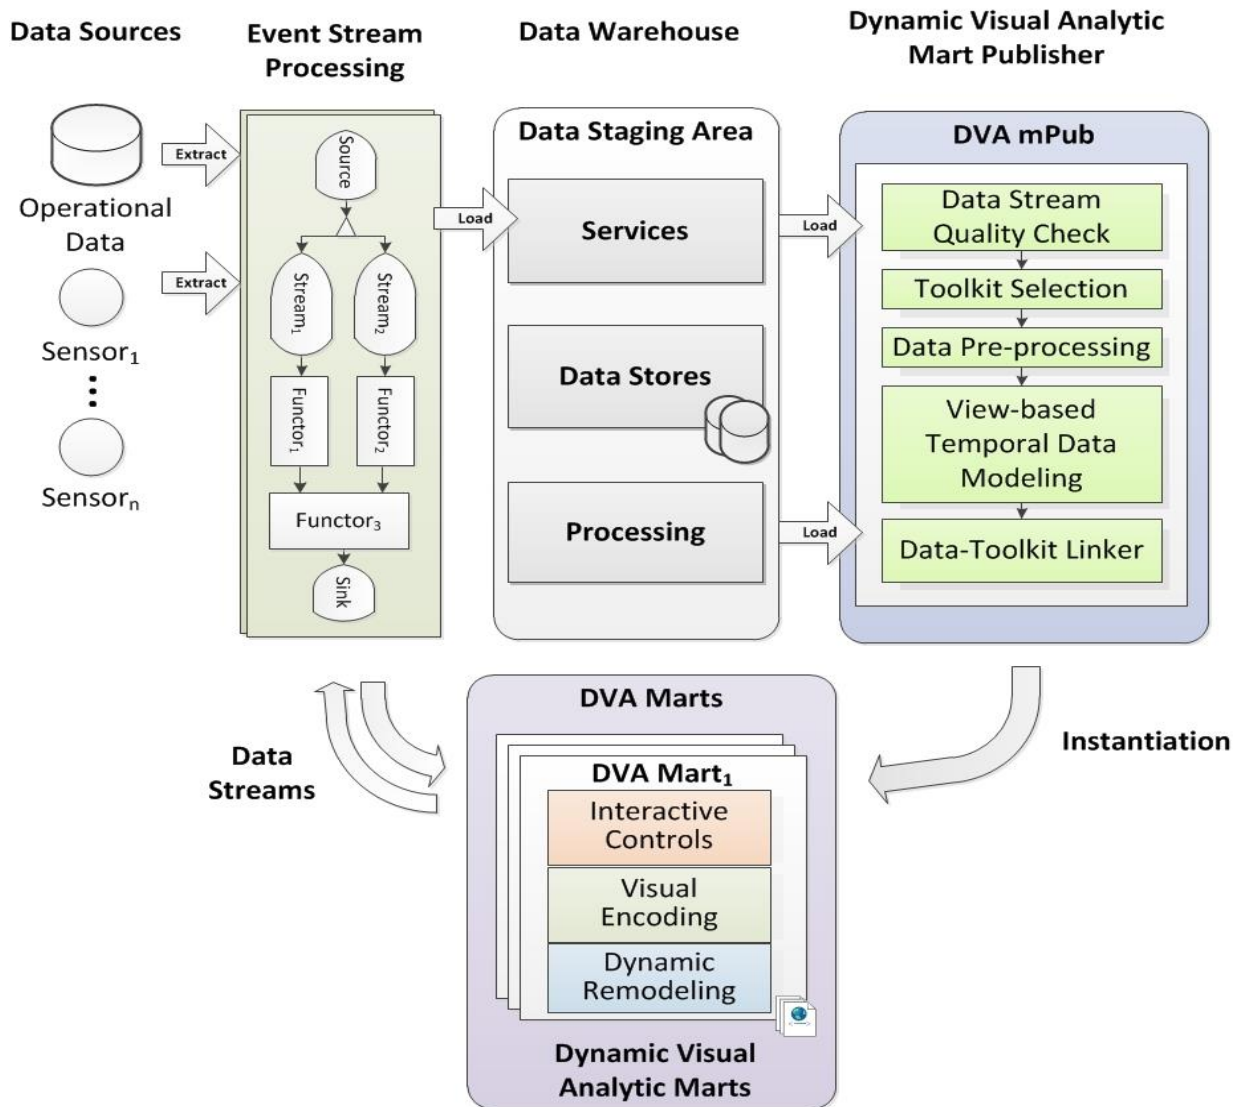 Data Sources
Event Stream
Processing
Data Warehouse
Dynamic Visual Analytic
Mart Publisher
Extract
Operational
Data
Extract
Sensor₁
Sensorₙ
Source
Stream₁
Stream₂
Functor₁
Functor₂
Functor₃
Sink
Load
Data Staging Area
Services
Data Stores
Processing
Load
Load
DVA mPub
Data Stream
Quality Check
Toolkit Selection
Data Pre-processing
View-based
Temporal Data
Modeling
Data-Toolkit Linker
Data
Streams
DVA Marts
DVA Mart₁
Interactive
Controls
Visual
Encoding
Dynamic
Remodeling
Dynamic Visual
Analytic Marts
Instantiation